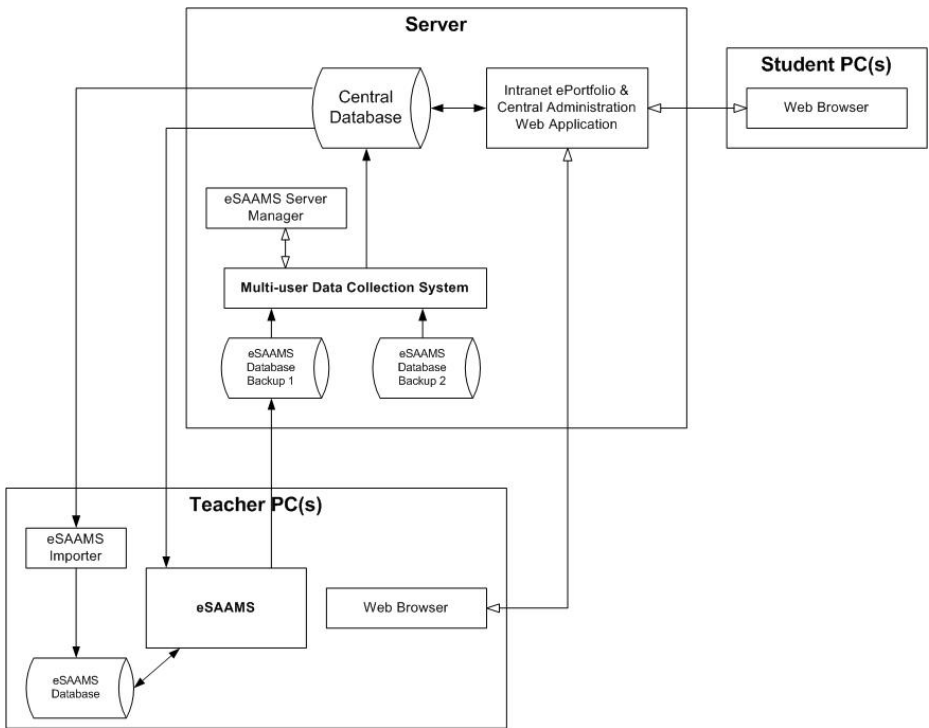 Server
Central
Database
Intranet ePortfolio &
Central Administration
Web Application
Student PC(s)
Web Browser
eSAAMS Server
Manager
Multi-user Data Collection System
eSAAMS
Database
Backup 1
eSAAMS
Database
Backup 2
Teacher PC(s)
eSAAMS
Importer
eSAAMS
Web Browser
eSAAMS
Database